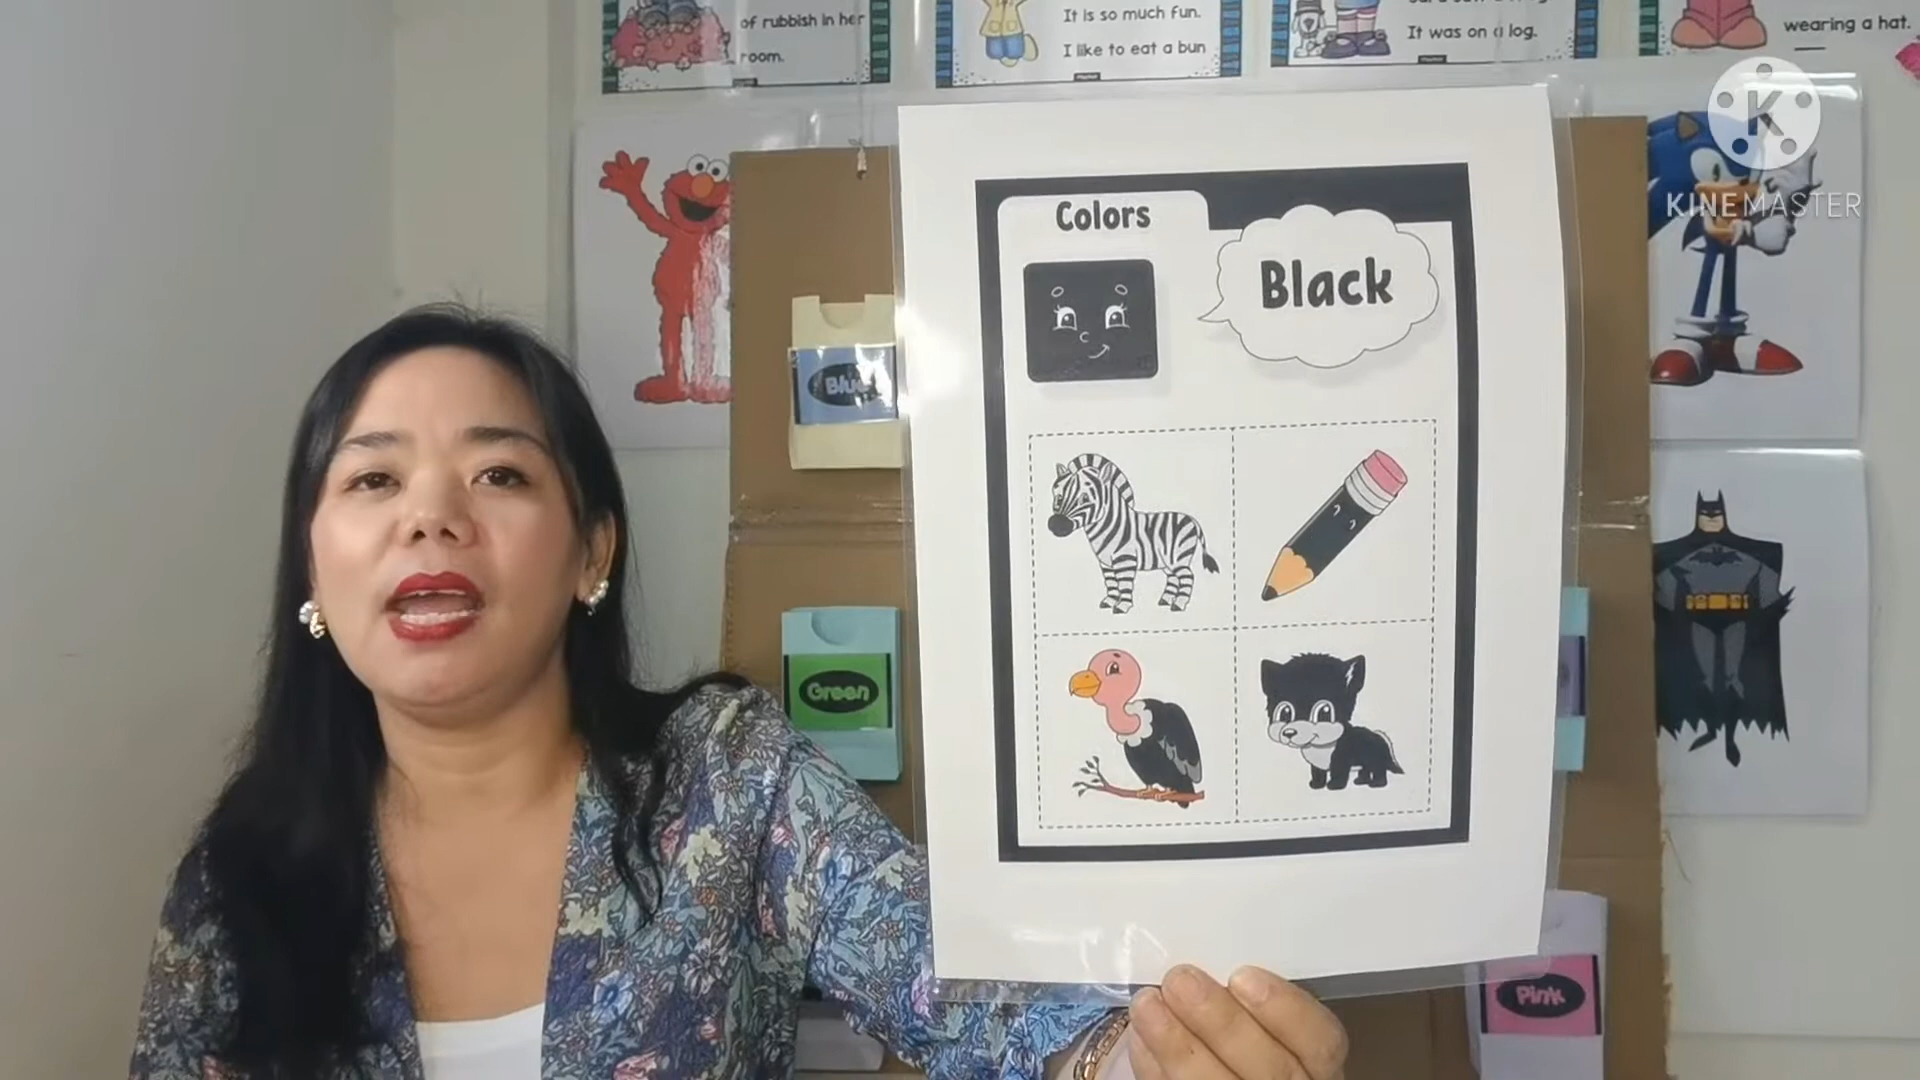 of rubbish in her
room.
It is so much fun.
I like to eat a bun
It was on a log.
wearing a hat.
K
KINEMASTER
Colors
Black
Blue
Green
Pink